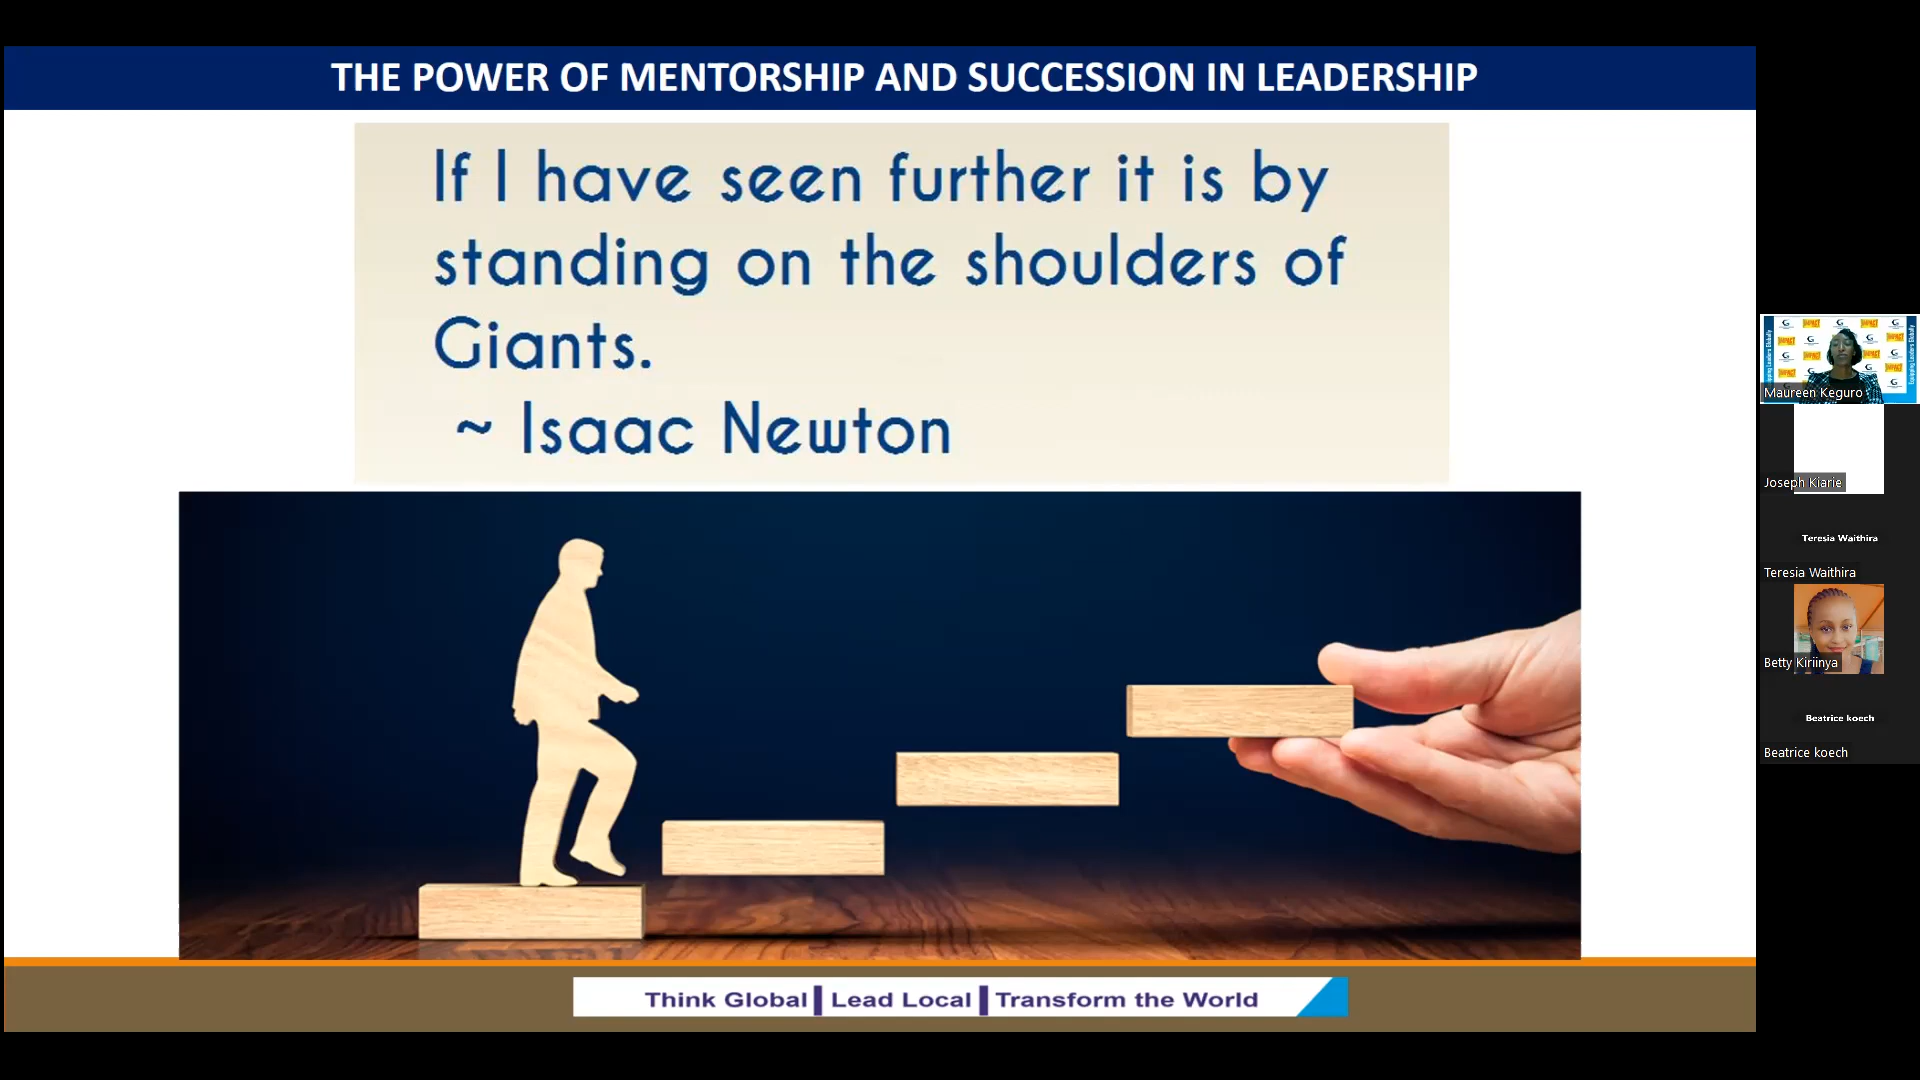 THE POWER OF MENTORSHIP AND SUCCESSION IN LEADERSHIP
If I have seen further it is by
standing on the shoulders of
Giants.
~ Isaac Newton
Think Global | Lead Local | Transform the World
Maureen Keguro
Joseph Kiarie
Teresia Waithira
Teresia Waithira
Betty Kiriinya
Beatrice koech
Beatrice koech